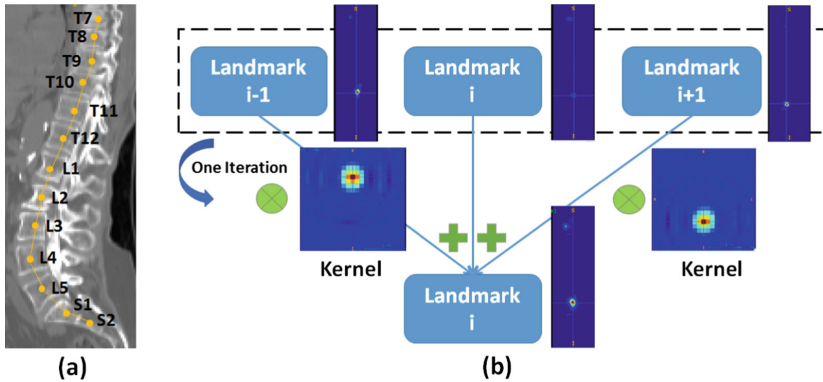 T7
T8
T9
T10
T11
T12
L1
L2
L3
L4
L5
S1
S2
(a)
Landmark
i-1
Landmark
i
Landmark
i+1
One Iteration
Kernel
Kernel
Landmark
i
(b)